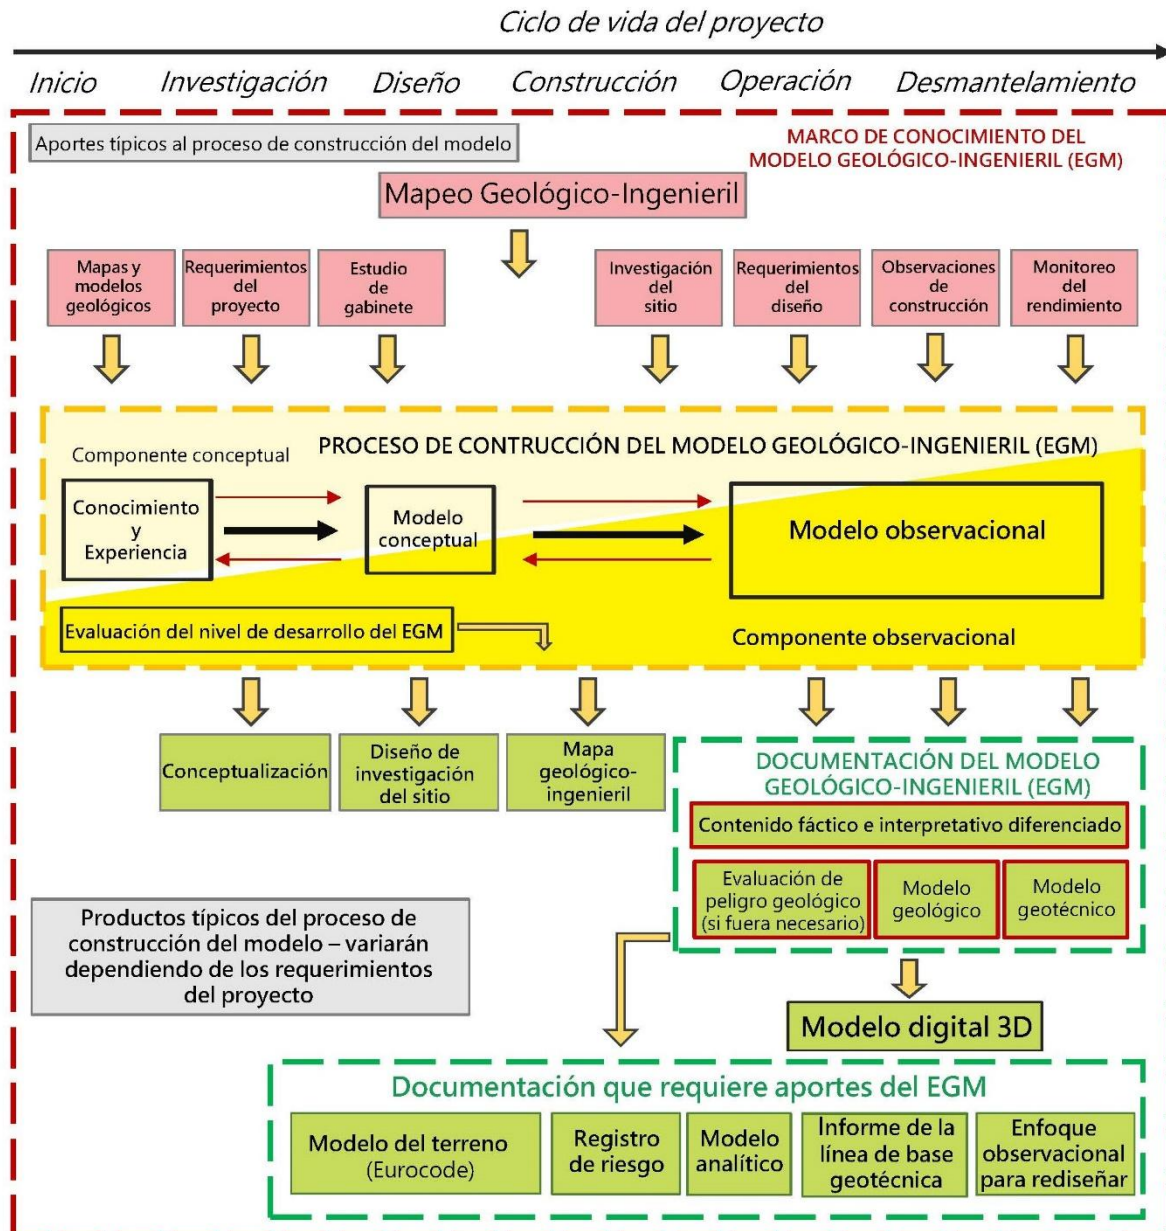 Ciclo de vida del proyecto
Inicio Investigación Diseño Construcción Operación Desmantelamiento
Aportes típicos al proceso de construcción del modelo
MARCO DE CONOCIMIENTO DEL
MODELO GEOLÓGICO-INGENIERIL (EGM)
Mapeo Geológico-Ingenieril
Mapas y
modelos
geológicos
Requerimientos
del
proyecto
Estudio
de
gabinete
Investigación
del
sitio
Requerimientos
del
diseño
Observaciones
de
construcción
Monitoreo
del
rendimiento
PROCESO DE CONTRUCCIÓN DEL MODELO GEOLÓGICO-INGENIERIL (EGM)
Componente conceptual
Conocimiento
y
Experiencia
Modelo
conceptual
Modelo observacional
Evaluación del nivel de desarrollo del EGM
Componente observacional
Conceptualización
Diseño de
investigación
del sitio
Mapa
geológico-
ingenieril
DOCUMENTACIÓN DEL MODELO
GEOLÓGICO-INGENIERIL (EGM)
Contenido fáctico e interpretativo diferenciado
Evaluación de
peligro geológico
(si fuera necesario)
Modelo
geológico
Modelo
geotécnico
Productos típicos del proceso de
construcción del modelo – variarán
dependiendo de los requerimientos
del proyecto
Modelo digital 3D
Documentación que requiere aportes del EGM
Modelo del terreno
(Eurocode)
Registro
de riesgo
Modelo
analítico
Informe de la
línea de base
geotécnica
Enfoque
observacional
para rediseñar